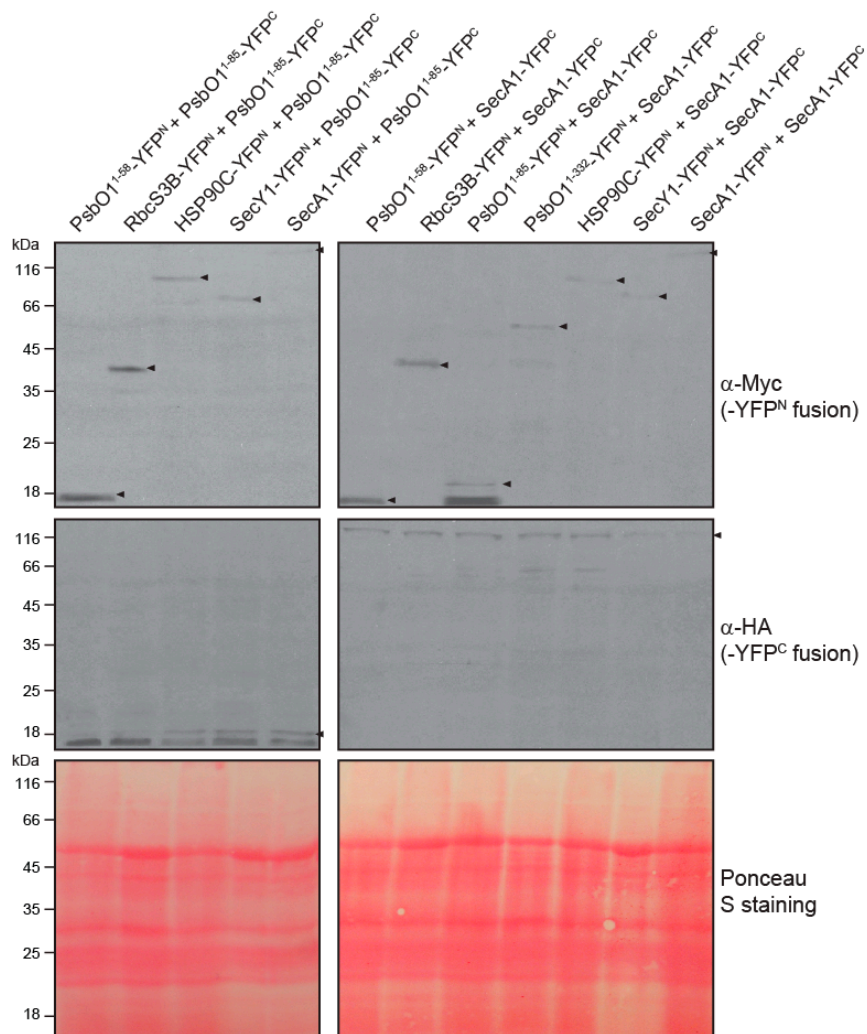 PsbO1¹⁻⁵⁸-YFPᴺ + PsbO1¹⁻⁸⁵-YFPᶜ
RbcS3B-YFPᴺ + PsbO1¹⁻⁸⁵-YFPᶜ
HSP90C-YFPᴺ + PsbO1¹⁻⁸⁵-YFPᶜ
SecY1-YFPᴺ + PsbO1¹⁻⁸⁵-YFPᶜ
SecA1-YFPᴺ + PsbO1¹⁻⁸⁵-YFPᶜ
PsbO1¹⁻⁵⁸-YFPᴺ + SecA1-YFPᶜ
RbcS3B-YFPᴺ + SecA1-YFPᶜ
PsbO1¹⁻⁸⁵-YFPᴺ + SecA1-YFPᶜ
PsbO1¹⁻³³²-YFPᴺ + SecA1-YFPᶜ
HSP90C-YFPᴺ + SecA1-YFPᶜ
SecY1-YFPᴺ + SecA1-YFPᶜ
SecA1-YFPᴺ + SecA1-YFPᶜ
kDa
116
66
45
35
25
18
α-Myc
(-YFPᴺ fusion)
116
66
45
35
25
18
α-HA
(-YFPᶜ fusion)
kDa
116
66
45
35
25
18
Ponceau
S staining